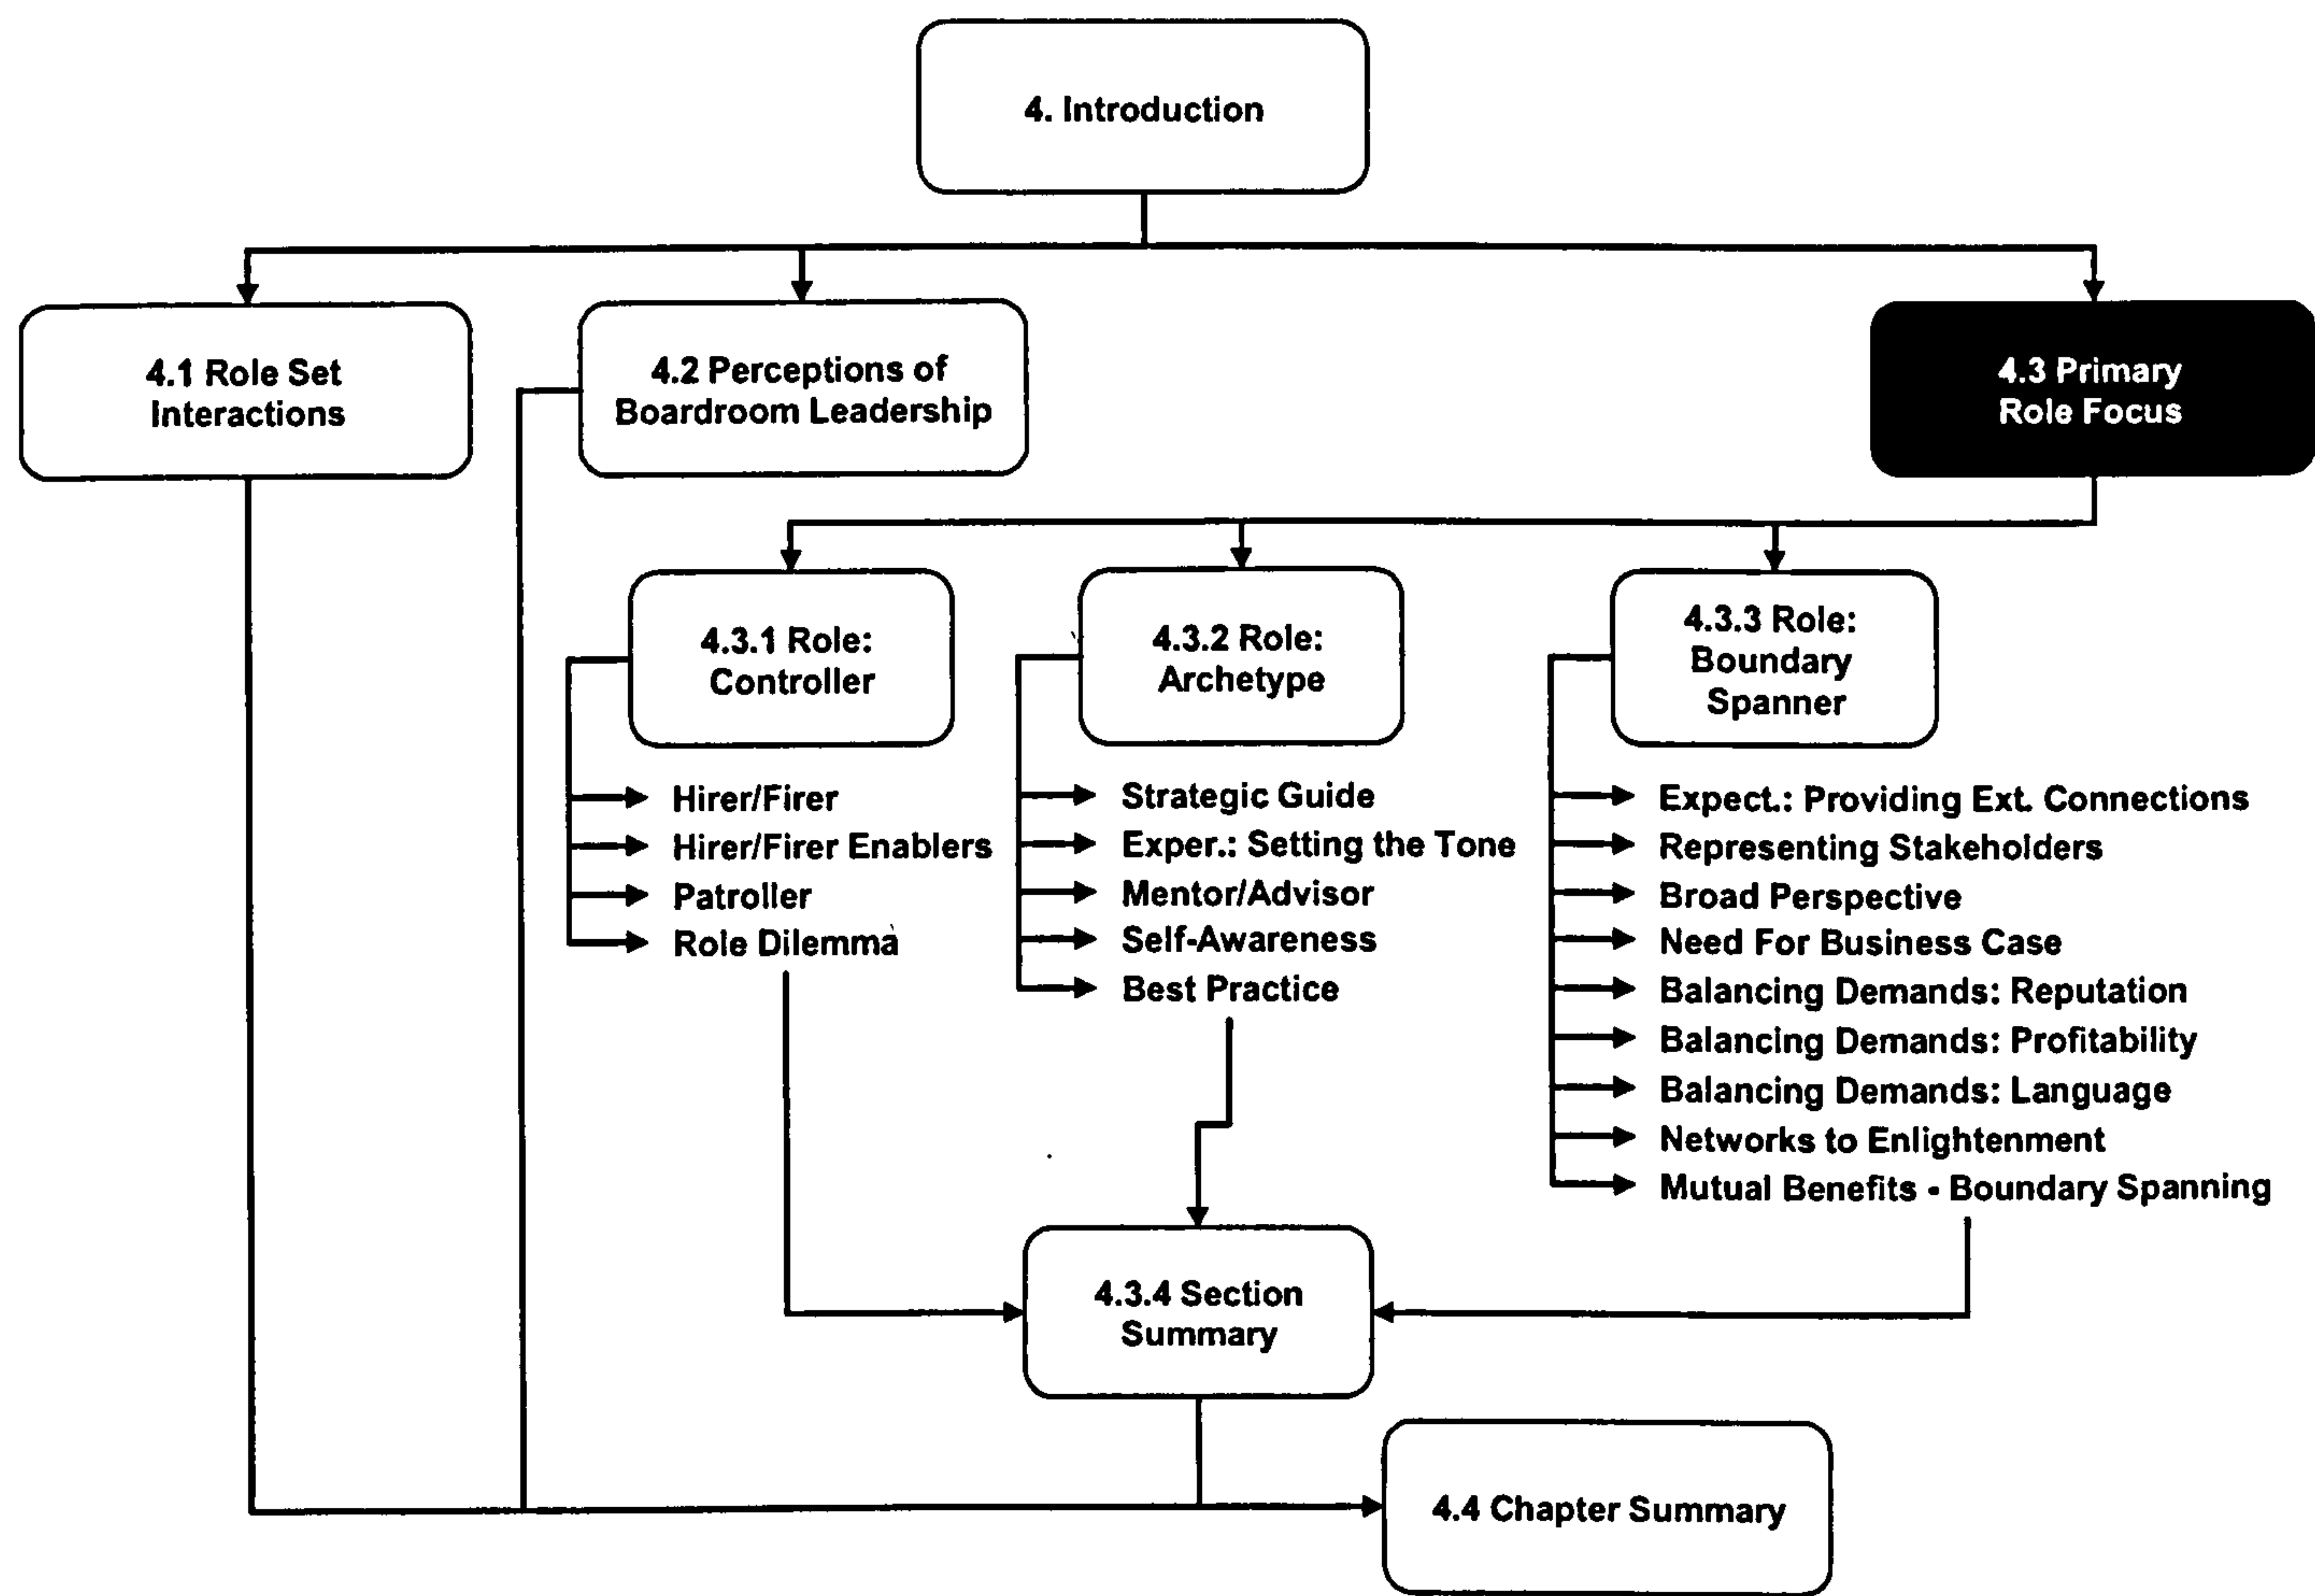 4. Introduction
4.1 Role Set
Interactions
4.2 Perceptions of
Boardroom Leadership
4.3 Primary
Role Focus
4.3.1 Role:
Controller
4.3.2 Role:
Archetype
4.3.3 Role:
Boundary
Spanner
Hirer/Firer
Hirer/Firer Enablers
Patroller
Role Dilemma
Strategic Guide
Exper.: Setting the Tone
Mentor/Advisor
Self-Awareness
Best Practice
Expect.: Providing Ext. Connections
Representing Stakeholders
Broad Perspective
Need For Business Case
Balancing Demands: Reputation
Balancing Demands: Profitability
Balancing Demands: Language
Networks to Enlightenment
Mutual Benefits - Boundary Spanning
4.3.4 Section
Summary
4.4 Chapter Summary